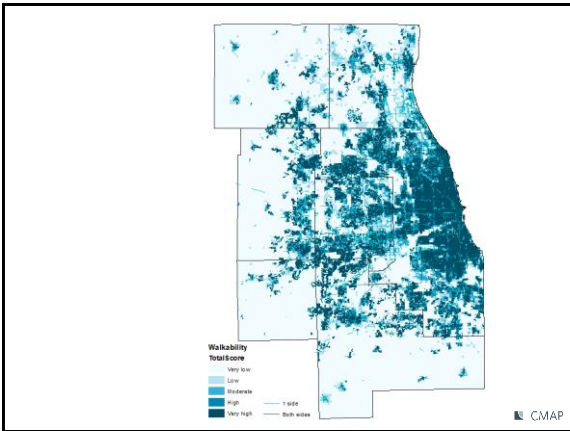 Walkability
TotalScore
Very low
Low
Moderate
High
Very high
1 side
Both sides
CMAP